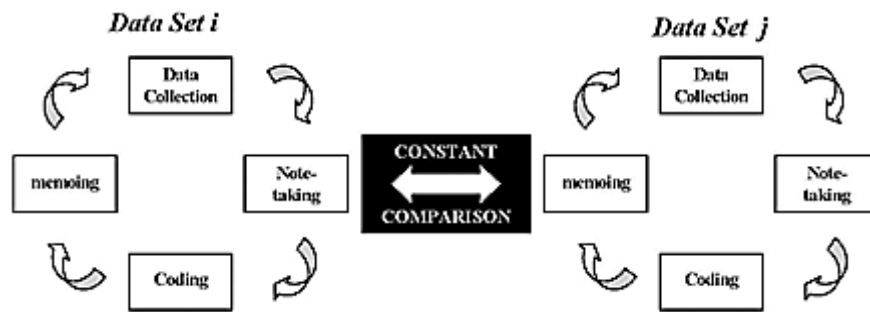 Data Set i
Data
Collection
memoing
Note-
taking
Coding
CONSTANT
COMPARISON
Data Set j
Data
Collection
memoing
Note-
taking
Coding